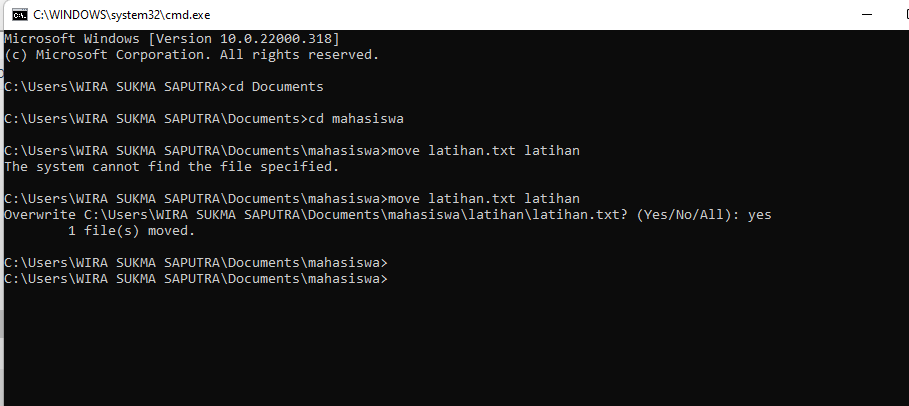 C:\WINDOWS\system32\cmd.exe
Microsoft Windows [Version 10.0.22000.318]
(c) Microsoft Corporation. All rights reserved.
C:\Users\WIRA SUKMA SAPUTRA>cd Documents
C:\Users\WIRA SUKMA SAPUTRA\Documents>cd mahasiswa
C:\Users\WIRA SUKMA SAPUTRA\Documents\mahasiswa>move latihan.txt latihan
The system cannot find the file specified.
C:\Users\WIRA SUKMA SAPUTRA\Documents\mahasiswa>move latihan.txt latihan
Overwrite C:\Users\WIRA SUKMA SAPUTRA\Documents\mahasiswa\latihan\latihan.txt? (Yes/No/All): yes
        1 file(s) moved.
C:\Users\WIRA SUKMA SAPUTRA\Documents\mahasiswa>
C:\Users\WIRA SUKMA SAPUTRA\Documents\mahasiswa>